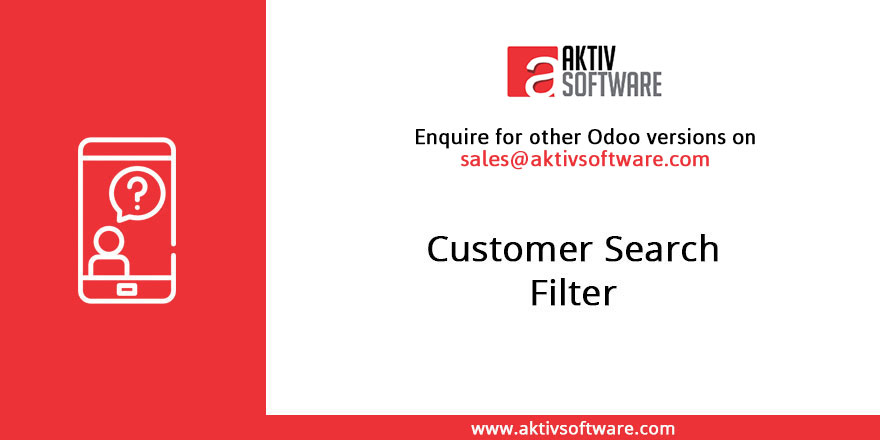 AKTIV
SOFTWARE
Enquire for other Odoo versions on
sales@aktivsoftware.com
?
Customer Search
Filter
www.aktivsoftware.com